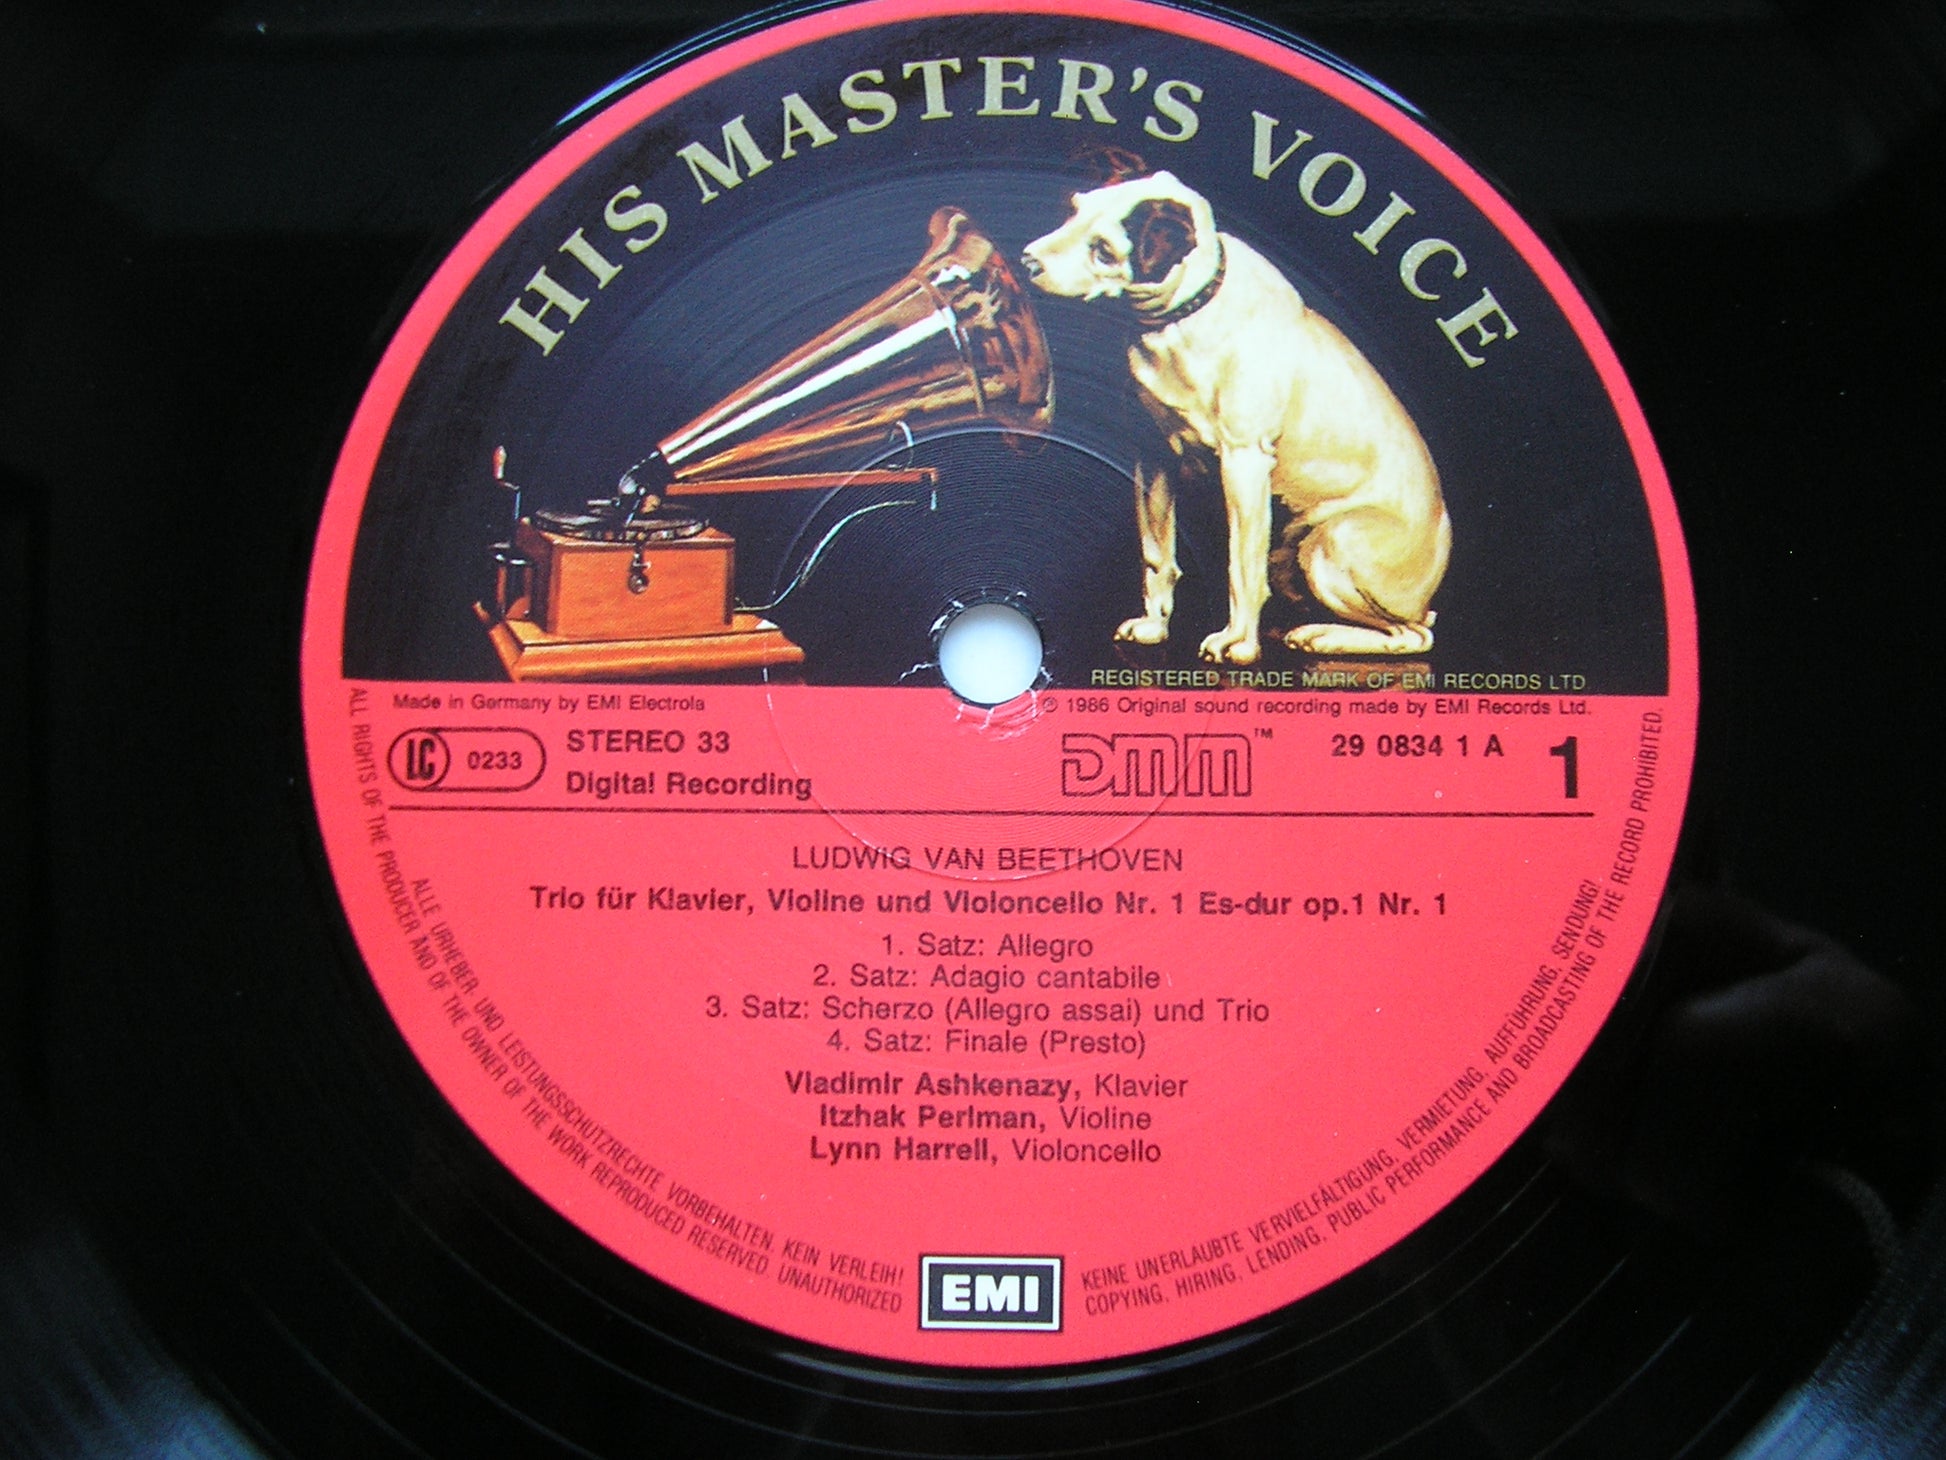 HIS MASTER'S VOICE
REGISTERED TRADE MARK OF EMI RECORDS LTD
Made in Germany by EMI Electrola
℗ 1986 Original sound recording made by EMI Records Ltd.
LC 0233
STEREO 33
Digital Recording
DMM™
29 0834 1 A
1
LUDWIG VAN BEETHOVEN
Trio für Klavier, Violine und Violoncello Nr. 1 Es-dur op.1 Nr. 1
1. Satz: Allegro
2. Satz: Adagio cantabile
3. Satz: Scherzo (Allegro assai) und Trio
4. Satz: Finale (Presto)
Vladimir Ashkenazy, Klavier
Itzhak Perlman, Violine
Lynn Harrell, Violoncello
ALLE URHEBER- UND LEISTUNGSSCHUTZRECHTE VORBEHALTEN. KEIN VERLEIH!
KEINE UNERLAUBTE VERVIELFÄLTIGUNG, VERMIETUNG, AUFFÜHRUNG, SENDUNG!
ALL RIGHTS OF THE PRODUCER AND OF THE OWNER OF THE WORK REPRODUCED RESERVED. UNAUTHORIZED
COPYING, HIRING, LENDING, PUBLIC PERFORMANCE AND BROADCASTING OF THE RECORD PROHIBITED.
EMI